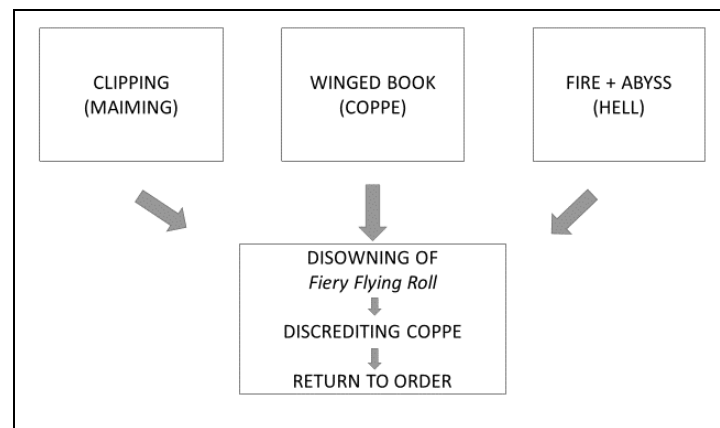 CLIPPING
(MAIMING)
WINGED BOOK
(COPPE)
FIRE + ABYSS
(HELL)
DISOWNING OF
Fiery Flying Roll
DISCREDITING COPPE
RETURN TO ORDER